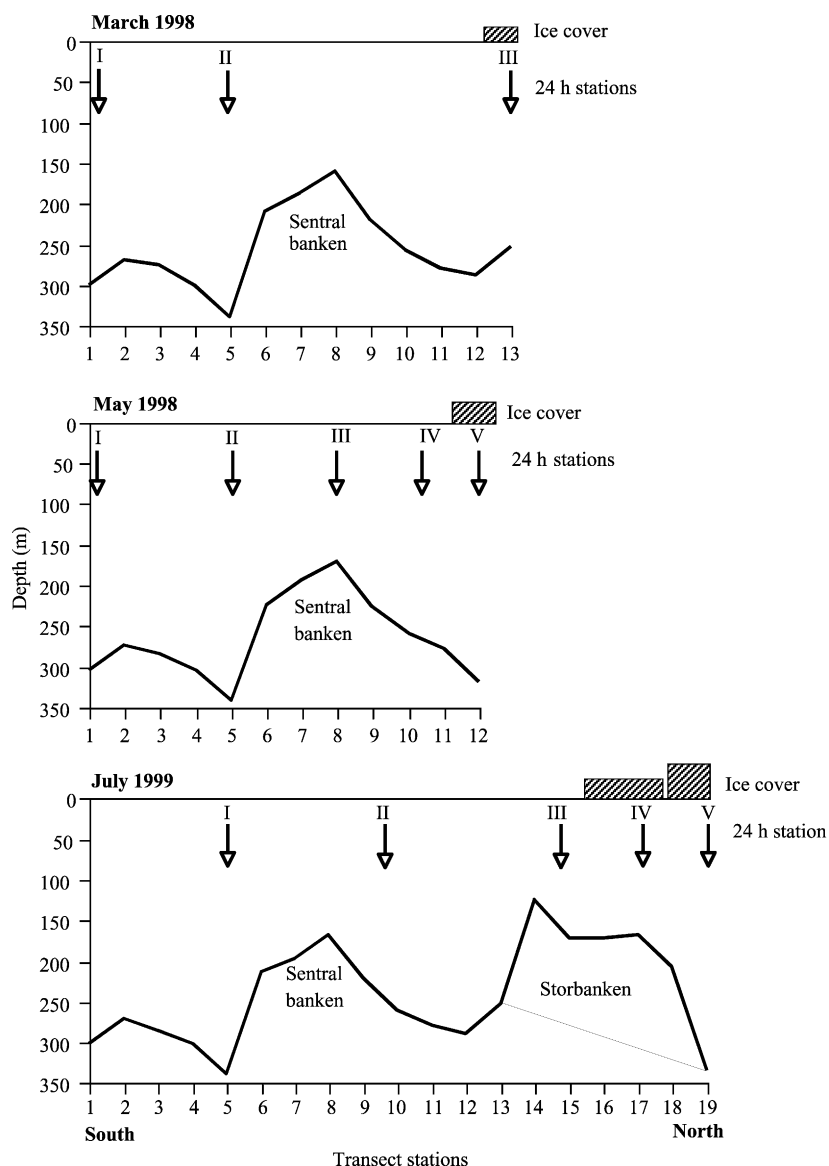 March 1998
Ice cover
0
I II III
50
24 h stations
100
150
200
Sentral
banken
250
300
350
1 2 3 4 5 6 7 8 9 10 11 12 13
May 1998
Ice cover
0
I II III IV V
50
24 h stations
100
150
200
Sentral
banken
250
300
350
1 2 3 4 5 6 7 8 9 10 11 12
Depth (m)
July 1999
Ice cover
0
I II III IV V
50
24 h station
100
150
200
Sentral
banken
Storbanken
250
300
350
1 2 3 4 5 6 7 8 9 10 11 12 13 14 15 16 17 18 19
South North
Transect stations